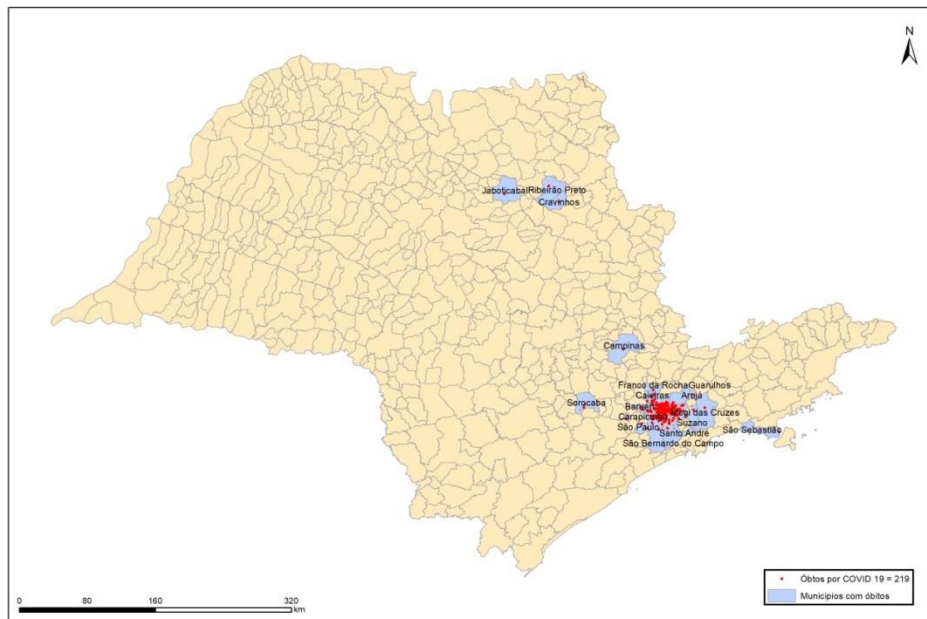 N
Jaboticabal
Ribeirão Preto
Cravinhos
Campinas
Franco da Rocha
Guarulhos
Caieiras
Arujá
Sorocaba
Barueri
Mogi das Cruzes
Carapicuíba
Suzano
São Paulo
São Sebastião
Santo André
São Bernardo do Campo
Óbtos por COVID 19 = 219
Municípios com óbitos
0 80 160 320
km